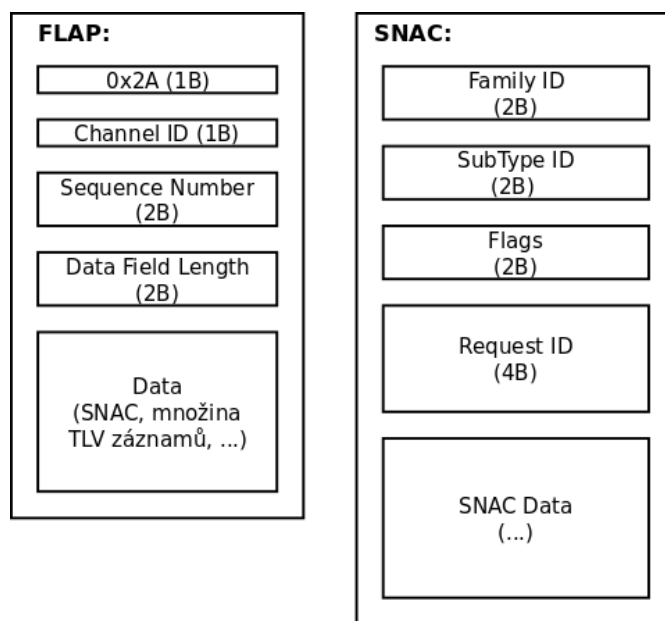 FLAP:
0x2A (1B)
Channel ID (1B)
Sequence Number
(2B)
Data Field Length
(2B)
Data
(SNAC, množina
TLV záznamů, ...)
SNAC:
Family ID
(2B)
SubType ID
(2B)
Flags
(2B)
Request ID
(4B)
SNAC Data
(...)